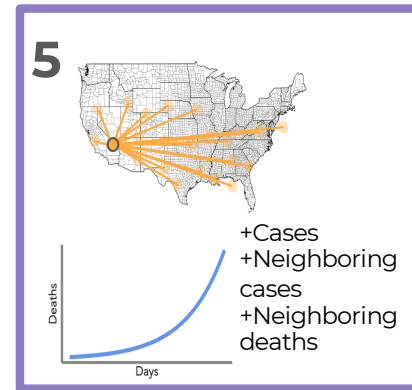 5
+Cases
+Neighboring
cases
+Neighboring
deaths
Deaths
Days